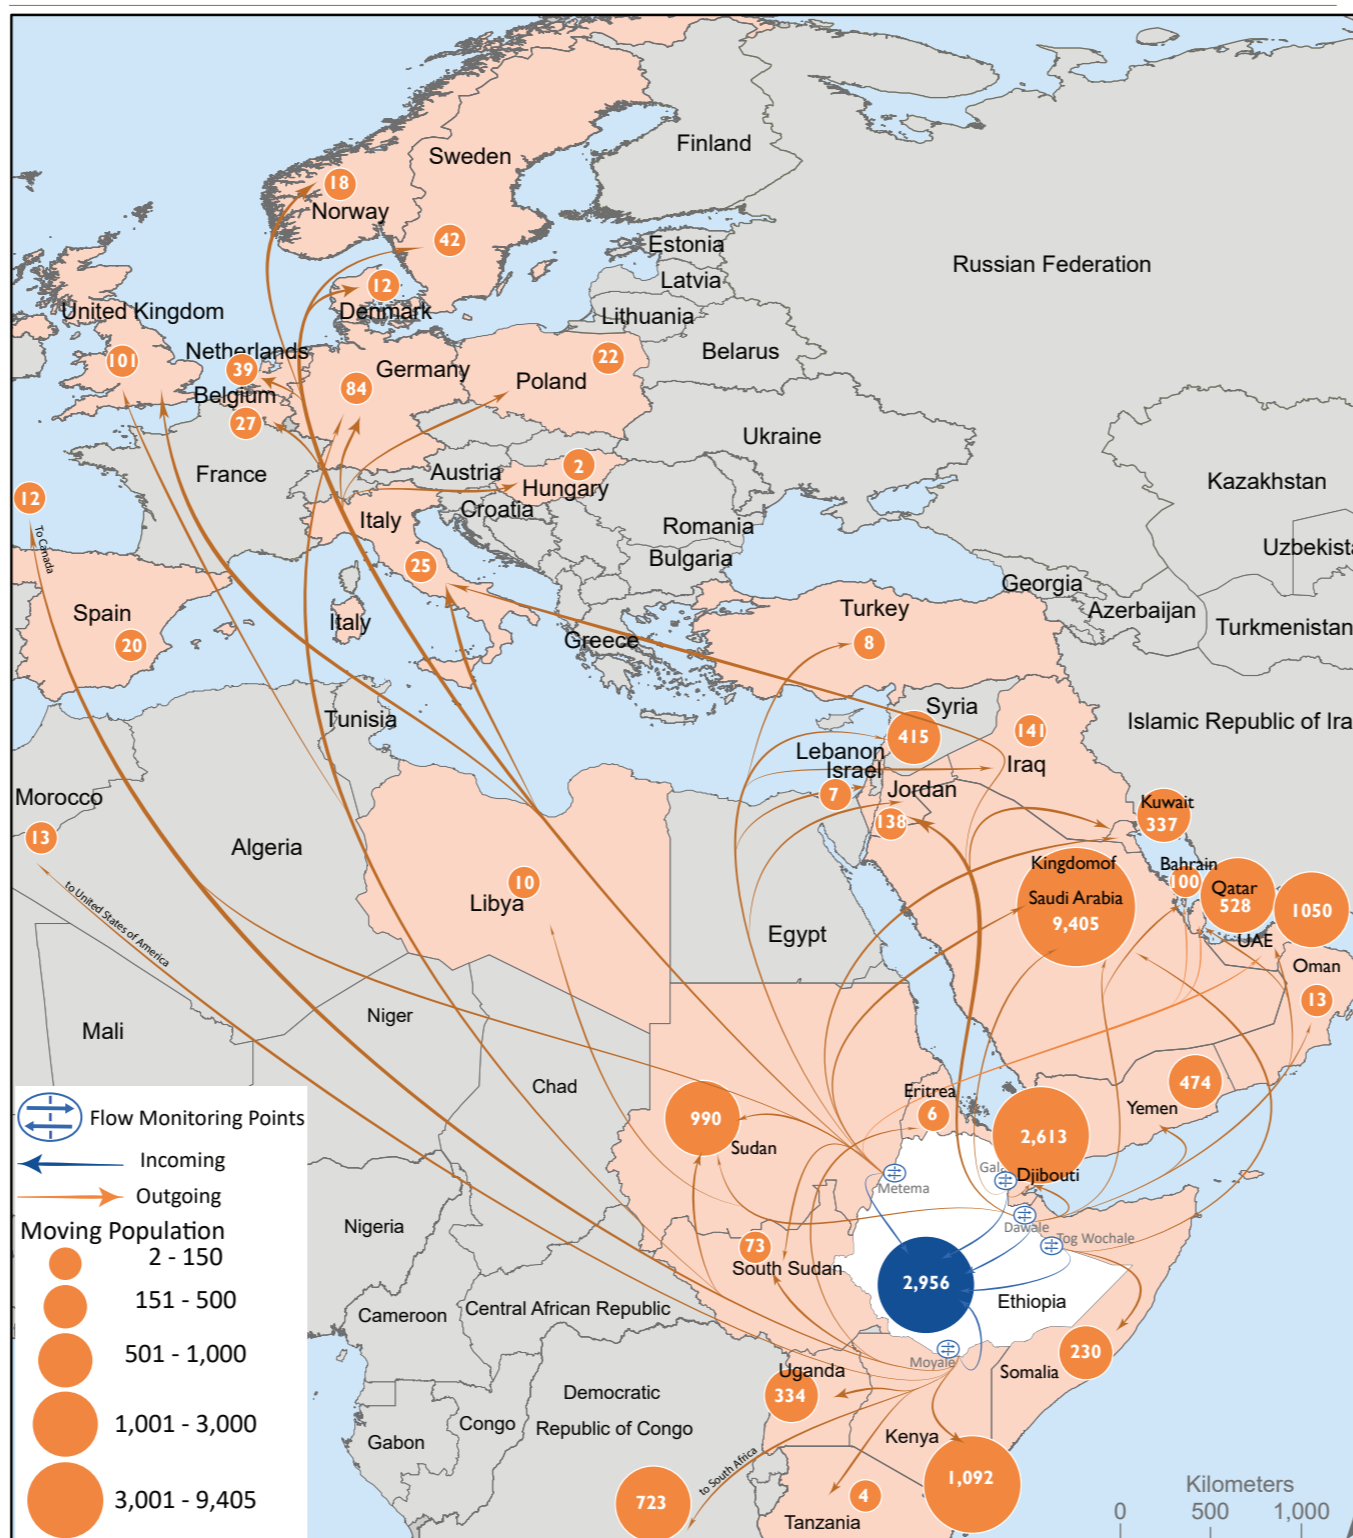 Finland
Sweden
18
Norway
42
Estonia
Russian Federation
Latvia
12
Denmark
United Kingdom
Lithuania
Netherlands
Belarus
101
39
Germany
22
Poland
84
Belgium
27
Ukraine
France
Austria
2
Kazakhstan
Hungary
12
Croatia
Italy
Romania
To Canada
Uzbekista
Bulgaria
25
Georgia
Azerbaijan
Spain
Italy
Turkey
Turkmenistan
Greece
20
8
Syria
Tunisia
Islamic Republic of Ira
415
141
Lebanon
Iraq
Israel
Morocco
7
Jordan
Kuwait
337
138
13
Algeria
Kingdomof
Saudi Arabia
9,405
Bahrain
100
Qatar
528
1050
to United States of America
10
Libya
Egypt
UAE
Oman
13
Niger
Mali
Chad
Eritrea
6
474
Yemen
990
Sudan
2,613
Djibouti
Gal
Metema
Dawale
Tog Wochale
Flow Monitoring Points
Incoming
Outgoing
Moving Population
2 - 150
151 - 500
501 - 1,000
1,001 - 3,000
3,001 - 9,405
Nigeria
73
South Sudan
2,956
Ethiopia
Cameroon
Central African Republic
Moyale
230
Somalia
Uganda
334
Democratic
Republic of Congo
Congo
Gabon
Kenya
to South Africa
1,092
723
4
Tanzania
Kilometers
0 500 1,000